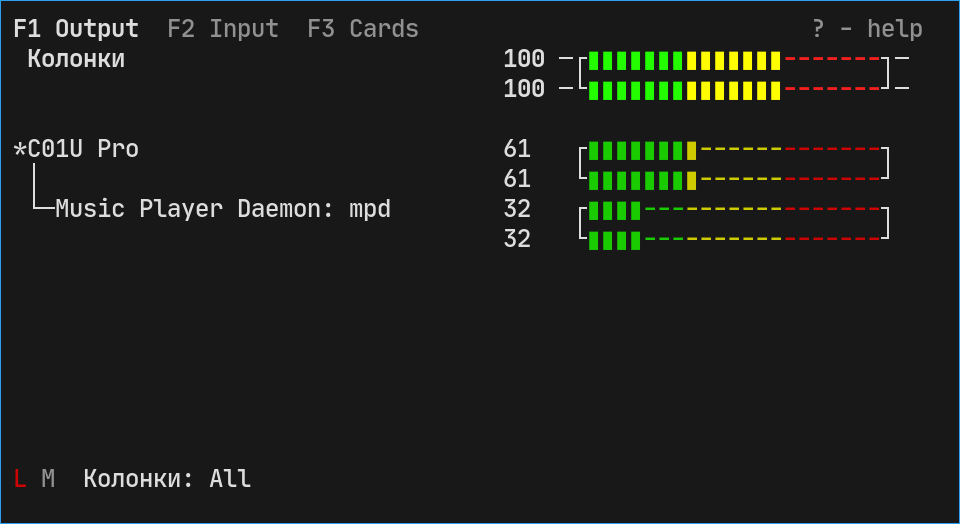 F1 Output F2 Input F3 Cards ? - help
Колонки 100
100
*C01U Pro 61
61
Music Player Daemon: mpd 32
32
L M Колонки: All